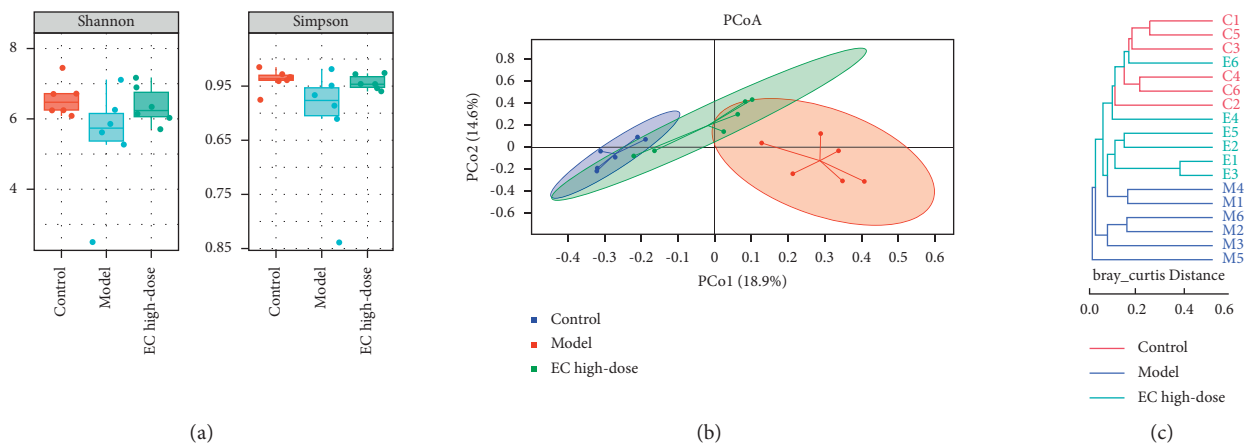 Shannon
8
6
4
Control
Model
EC high-dose
Simpson
0.95
0.65
0.75
0.85
Control
Model
EC high-dose
(a)
PCoA
PCo2 (14.6%)
0.8
0.6
0.4
0.2
0
-0.2
-0.4
-0.6
-0.4 -0.3 -0.2 -0.1 0 0.1 0.2 0.3 0.4 0.5 0.6
PCo1 (18.9%)
Control
Model
EC high-dose
(b)
C1
C5
C3
E6
C4
C6
C2
E4
E5
E2
E1
E3
M4
M1
M6
M2
M3
M5
bray_curtis Distance
0.0 0.2 0.4 0.6
Control
Model
EC high-dose
(c)